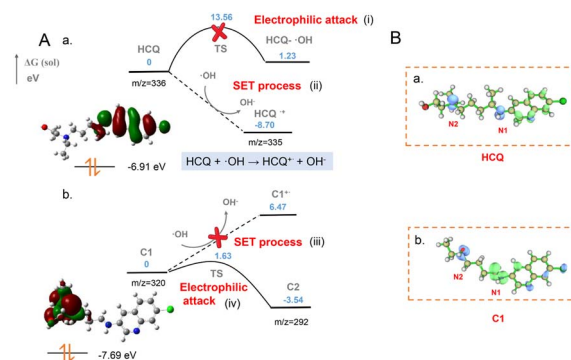 A
a.
ΔG (sol)
eV
13.56
Electrophilic attack (i)
TS
HCQ
0
m/z=336
HCQ- ·OH
1.23
·OH
SET process (ii)
OH-
HCQ ·+
-8.70
m/z=335
-6.91 eV
HCQ + ·OH → HCQ+· + OH-
b.
OH-
C1+·
6.47
·OH
SET process (iii)
C1
0
m/z=320
1.63
TS
Electrophilic attack
(iv)
C2
-3.54
m/z=292
-7.69 eV
B
a.
N2
N1
HCQ
b.
N2
N1
C1